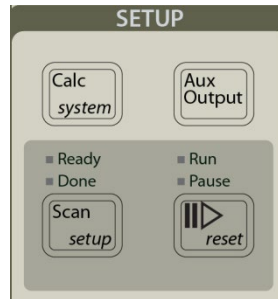 SETUP
Calc
system
Aux
Output
Ready
Done
Run
Pause
Scan
setup
reset